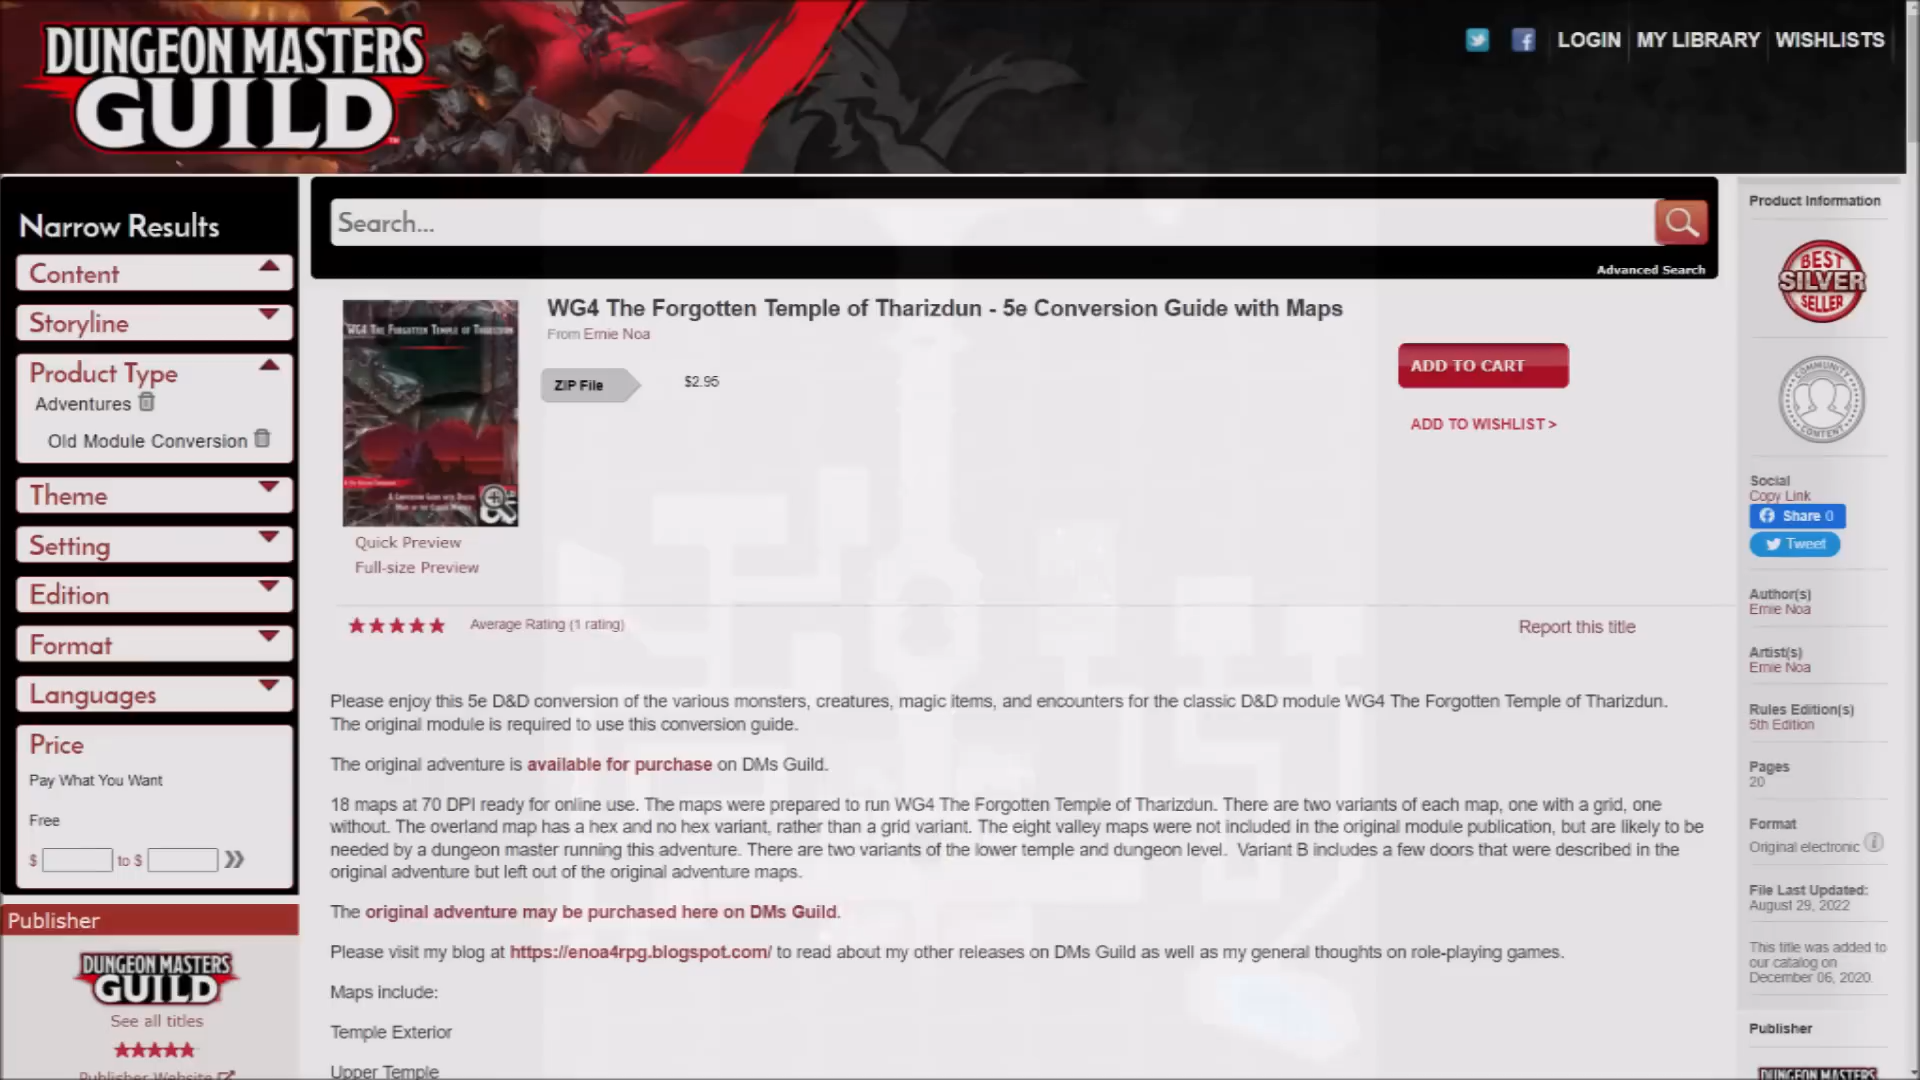 DUNGEON MASTERS
GUILD
LOGIN MY LIBRARY WISHLISTS
Narrow Results
Content
Storyline
Product Type
Adventures
Old Module Conversion
Theme
Setting
Edition
Format
Languages
Price
Pay What You Want
Free
$ to $ »
Publisher
DUNGEON MASTERS
GUILD
See all titles
Publisher Website
Search...
Advanced Search
WG4 The Forgotten Temple of Tharizdun
WG4 The Forgotten Temple of Tharizdun - 5e Conversion Guide with Maps
From Ernie Noa
ZIP File
$2.95
ADD TO CART
ADD TO WISHLIST >
Quick Preview
Full-size Preview
Average Rating (1 rating)
Report this title
Please enjoy this 5e D&D conversion of the various monsters, creatures, magic items, and encounters for the classic D&D module WG4 The Forgotten Temple of Tharizdun.
The original module is required to use this conversion guide.
The original adventure is available for purchase on DMs Guild.
18 maps at 70 DPI ready for online use. The maps were prepared to run WG4 The Forgotten Temple of Tharizdun. There are two variants of each map, one with a grid, one
without. The overland map has a hex and no hex variant, rather than a grid variant. The eight valley maps were not included in the original module publication, but are likely to be
needed by a dungeon master running this adventure. There are two variants of the lower temple and dungeon level.  Variant B includes a few doors that were described in the
original adventure but left out of the original adventure maps.
The original adventure may be purchased here on DMs Guild.
Please visit my blog at https://enoa4rpg.blogspot.com/ to read about my other releases on DMs Guild as well as my general thoughts on role-playing games.
Maps include:
Temple Exterior
Upper Temple
Product Information
BEST
SILVER
SELLER
COMMUNITY
CONTENT
Social
Copy Link
Share 0
Tweet
Author(s)
Ernie Noa
Artist(s)
Ernie Noa
Rules Edition(s)
5th Edition
Pages
20
Format
Original electronic
File Last Updated:
August 29, 2022
This title was added to
our catalog on
December 06, 2020.
Publisher
DUNGEON MASTERS